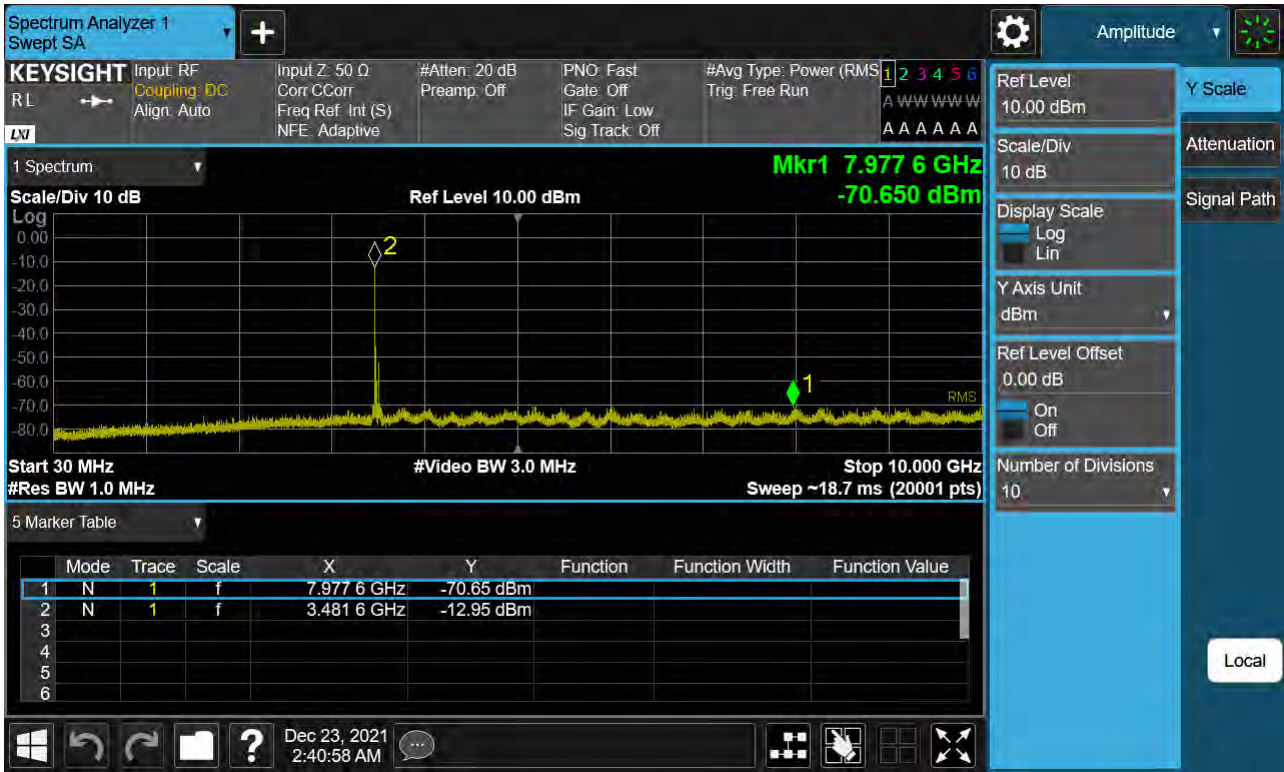 Spectrum Analyzer 1
Swept SA
+
Amplitude
KEYSIGHT
R L
LXI
Input: RF
Coupling: DC
Align: Auto
Input Z: 50 Ω
Corr CCorr
Freq Ref: Int (S)
NFE: Adaptive
#Atten: 20 dB
Preamp: Off
PNO: Fast
Gate: Off
IF Gain: Low
Sig Track: Off
#Avg Type: Power (RMS
Trig: Free Run
1 2 3 4 5 6
A W W W W W
A A A A A A
1 Spectrum
Scale/Div 10 dB
Ref Level 10.00 dBm
Mkr1 7.977 6 GHz
-70.650 dBm
Log
0.00
-10.0
-20.0
-30.0
-40.0
-50.0
-60.0
-70.0
-80.0
2
1
RMS
Start 30 MHz
#Video BW 3.0 MHz
Stop 10.000 GHz
#Res BW 1.0 MHz
Sweep ~18.7 ms (20001 pts)
5 Marker Table
Mode Trace Scale X Y Function Function Width Function Value
1 N 1 f 7.977 6 GHz -70.65 dBm
2 N 1 f 3.481 6 GHz -12.95 dBm
3
4
5
6
Ref Level
10.00 dBm
Scale/Div
10 dB
Display Scale
Log
Lin
Y Axis Unit
dBm
Ref Level Offset
0.00 dB
On
Off
Number of Divisions
10
Y Scale
Attenuation
Signal Path
Local
?
Dec 23, 2021
2:40:58 AM